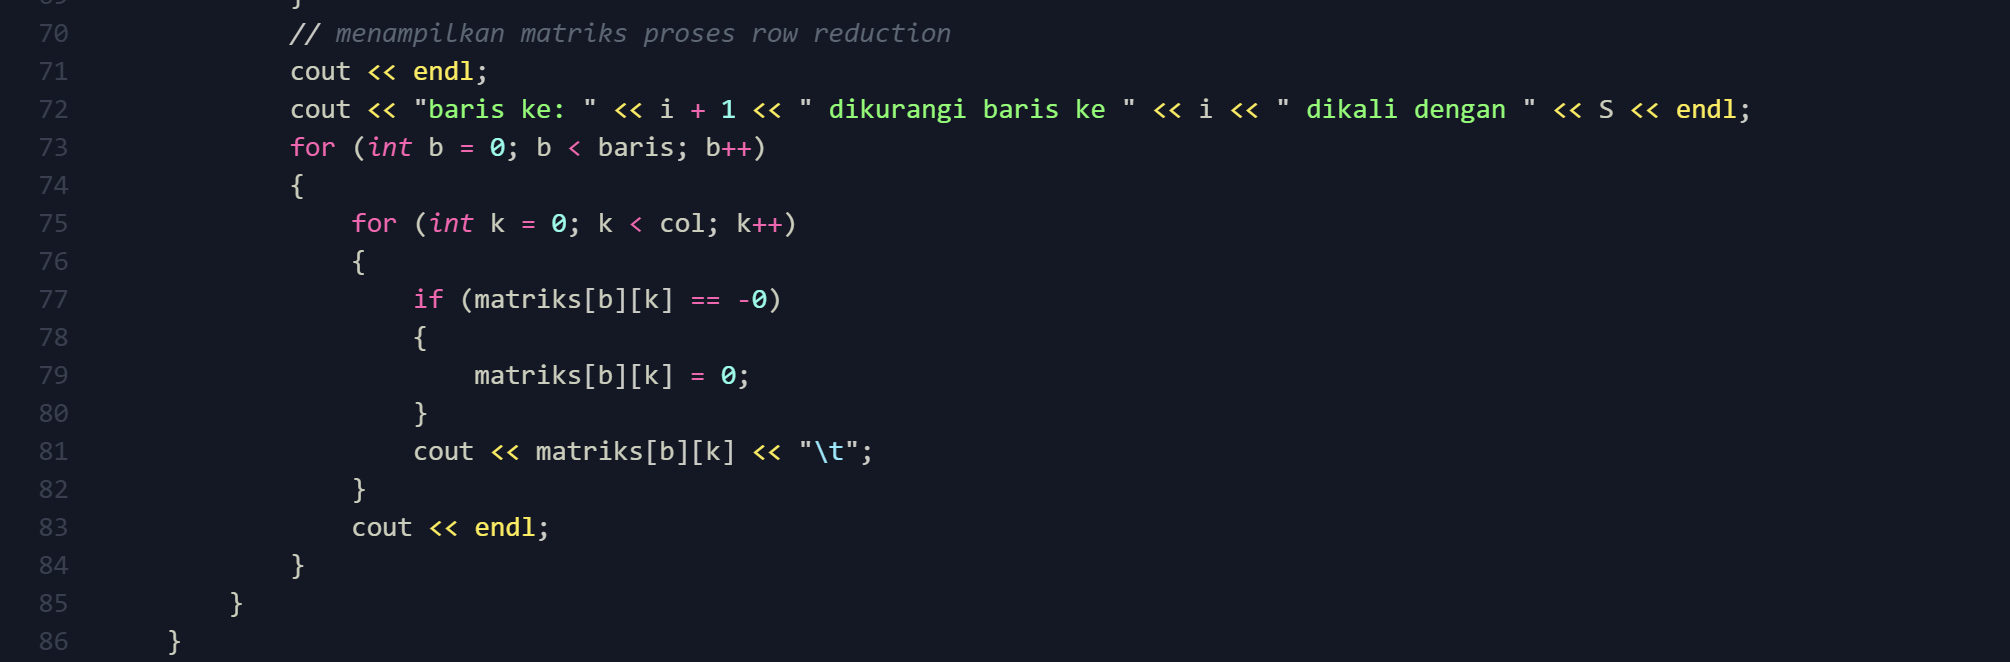 69 }
70 // menampilkan matriks proses row reduction
71 cout << endl;
72 cout << "baris ke: " << i + 1 << " dikurangi baris ke " << i << " dikali dengan " << S << endl;
73 for (int b = 0; b < baris; b++)
74 {
75 for (int k = 0; k < col; k++)
76 {
77 if (matriks[b][k] == -0)
78 {
79 matriks[b][k] = 0;
80 }
81 cout << matriks[b][k] << "\t";
82 }
83 cout << endl;
84 }
85 }
86 }